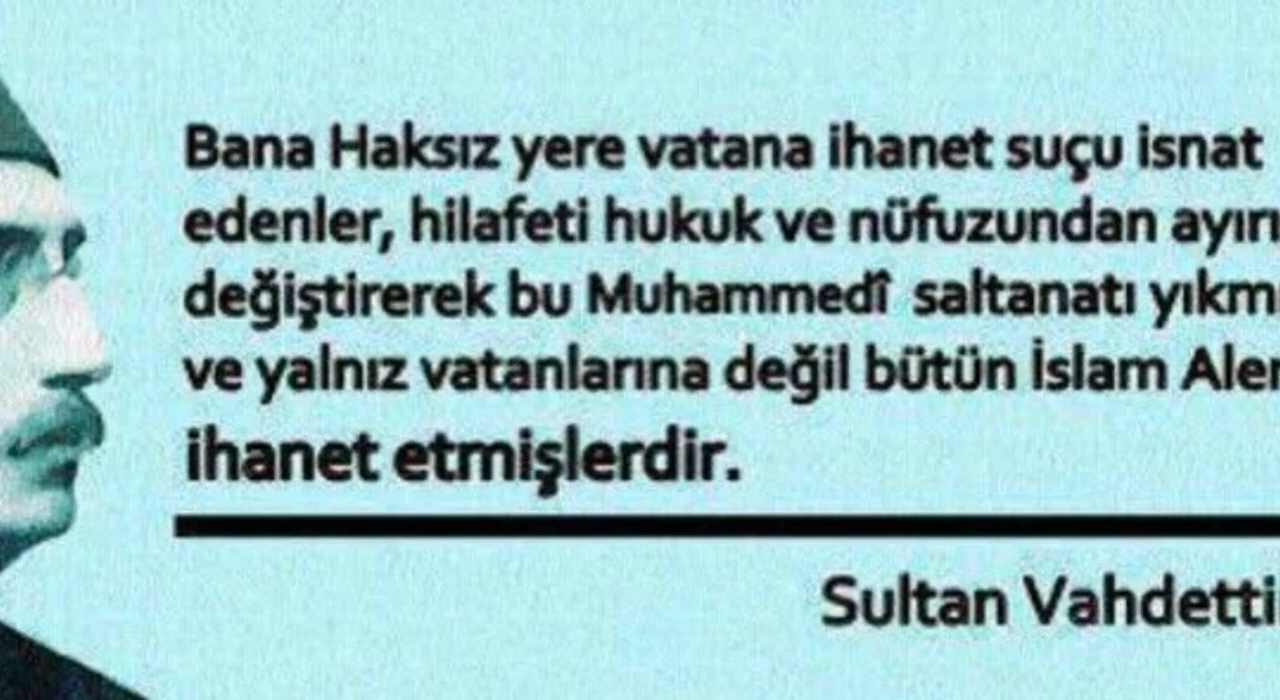 Bana Haksız yere vatana ihanet suçu isnat
edenler, hilafeti hukuk ve nüfuzundan
değiştirerek bu Muhammedî saltanatı
ve yalnız vatanlarına değil bütün İslam
ihanet etmişlerdir.
Sultan